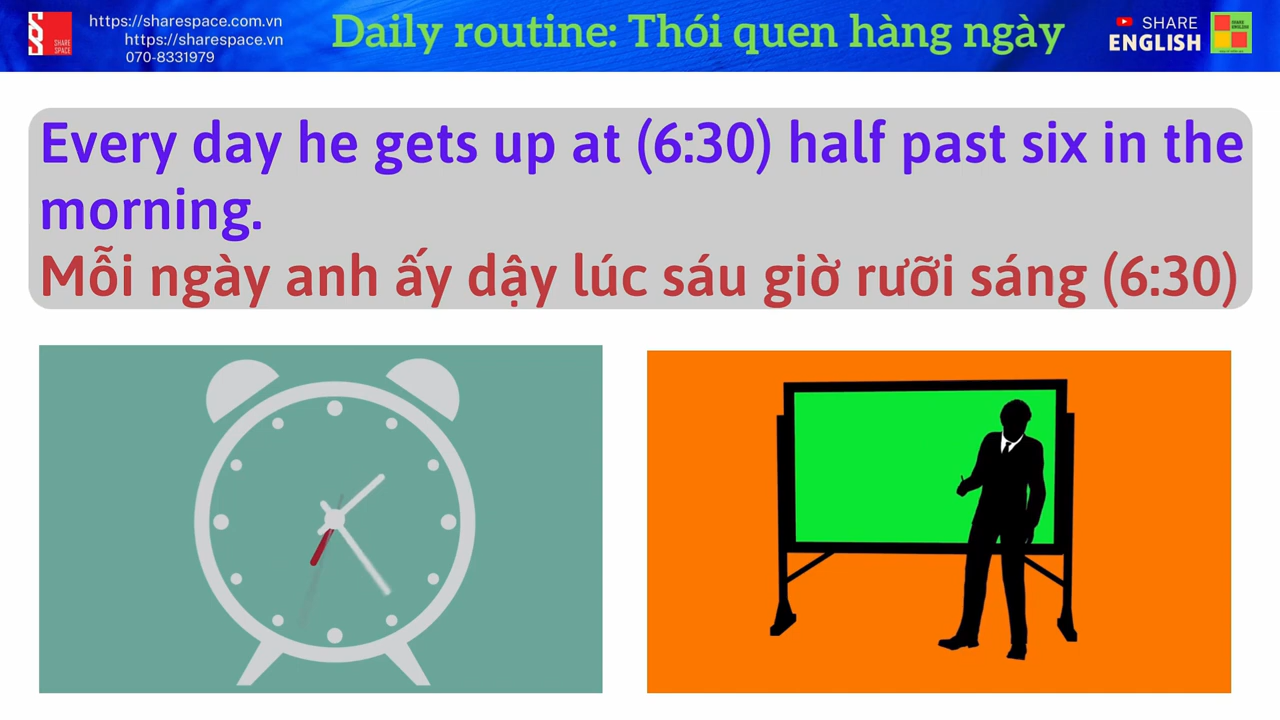 https://sharespace.com.vn
https://sharespace.vn
070-8331979
SHARE
SPACE
Daily routine: Thói quen hàng ngày
SHARE
ENGLISH
Every day he gets up at (6:30) half past six in the
morning.
Mỗi ngày anh ấy dậy lúc sáu giờ rưỡi sáng (6:30)